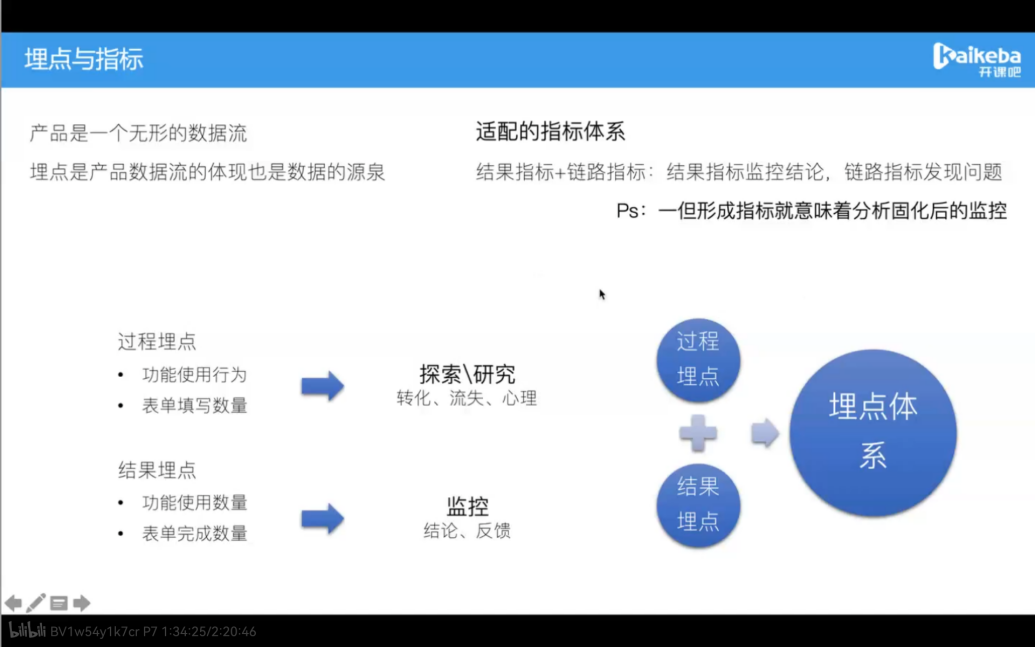 埋点与指标
kaikeba
开课吧
产品是一个无形的数据流
埋点是产品数据流的体现也是数据的源泉
适配的指标体系
结果指标+链路指标：结果指标监控结论，链路指标发现问题
Ps：一但形成指标就意味着分析固化后的监控
过程埋点
• 功能使用行为
• 表单填写数量
探索\研究
转化、流失、心理
结果埋点
• 功能使用数量
• 表单完成数量
监控
结论、反馈
过程
埋点
结果
埋点
埋点体
系
bilibili BV1w54y1k7cr P7 1:34:25/2:20:46